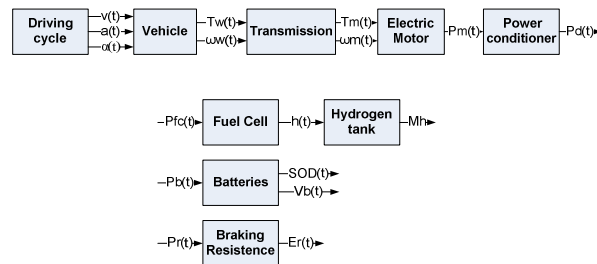 Driving cycle
v(t)
a(t)
α(t)
Vehicle
Tw(t)
ωw(t)
Transmission
Tm(t)
ωm(t)
Electric Motor
Pm(t)
Power conditioner
Pd(t)
Pfc(t)
Fuel Cell
h(t)
Hydrogen tank
Mh
Pb(t)
Batteries
SOD(t)
Vb(t)
Pr(t)
Braking Resistence
Er(t)